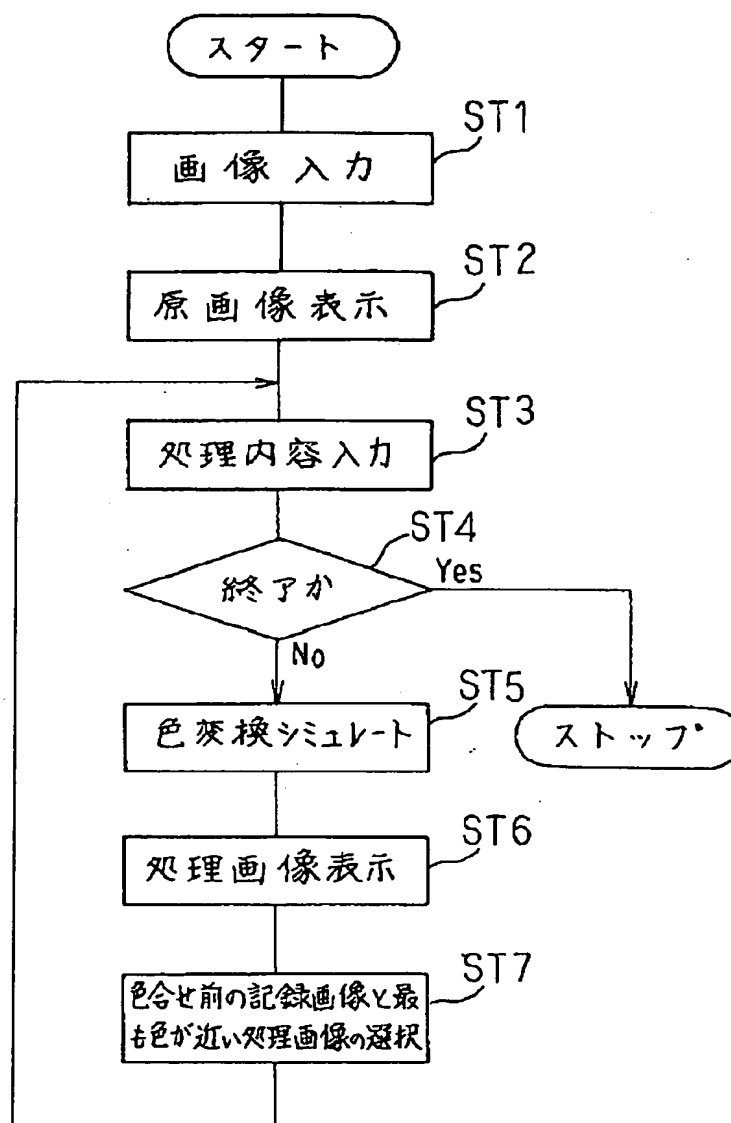 スタート
ST1
画像入力
ST2
原画像表示
ST3
処理内容入力
ST4
終了か
Yes
No
ST5
色変換シミュレート
ストップ
ST6
処理画像表示
ST7
色合せ前の記録画像と最
も色が近い処理画像の選択